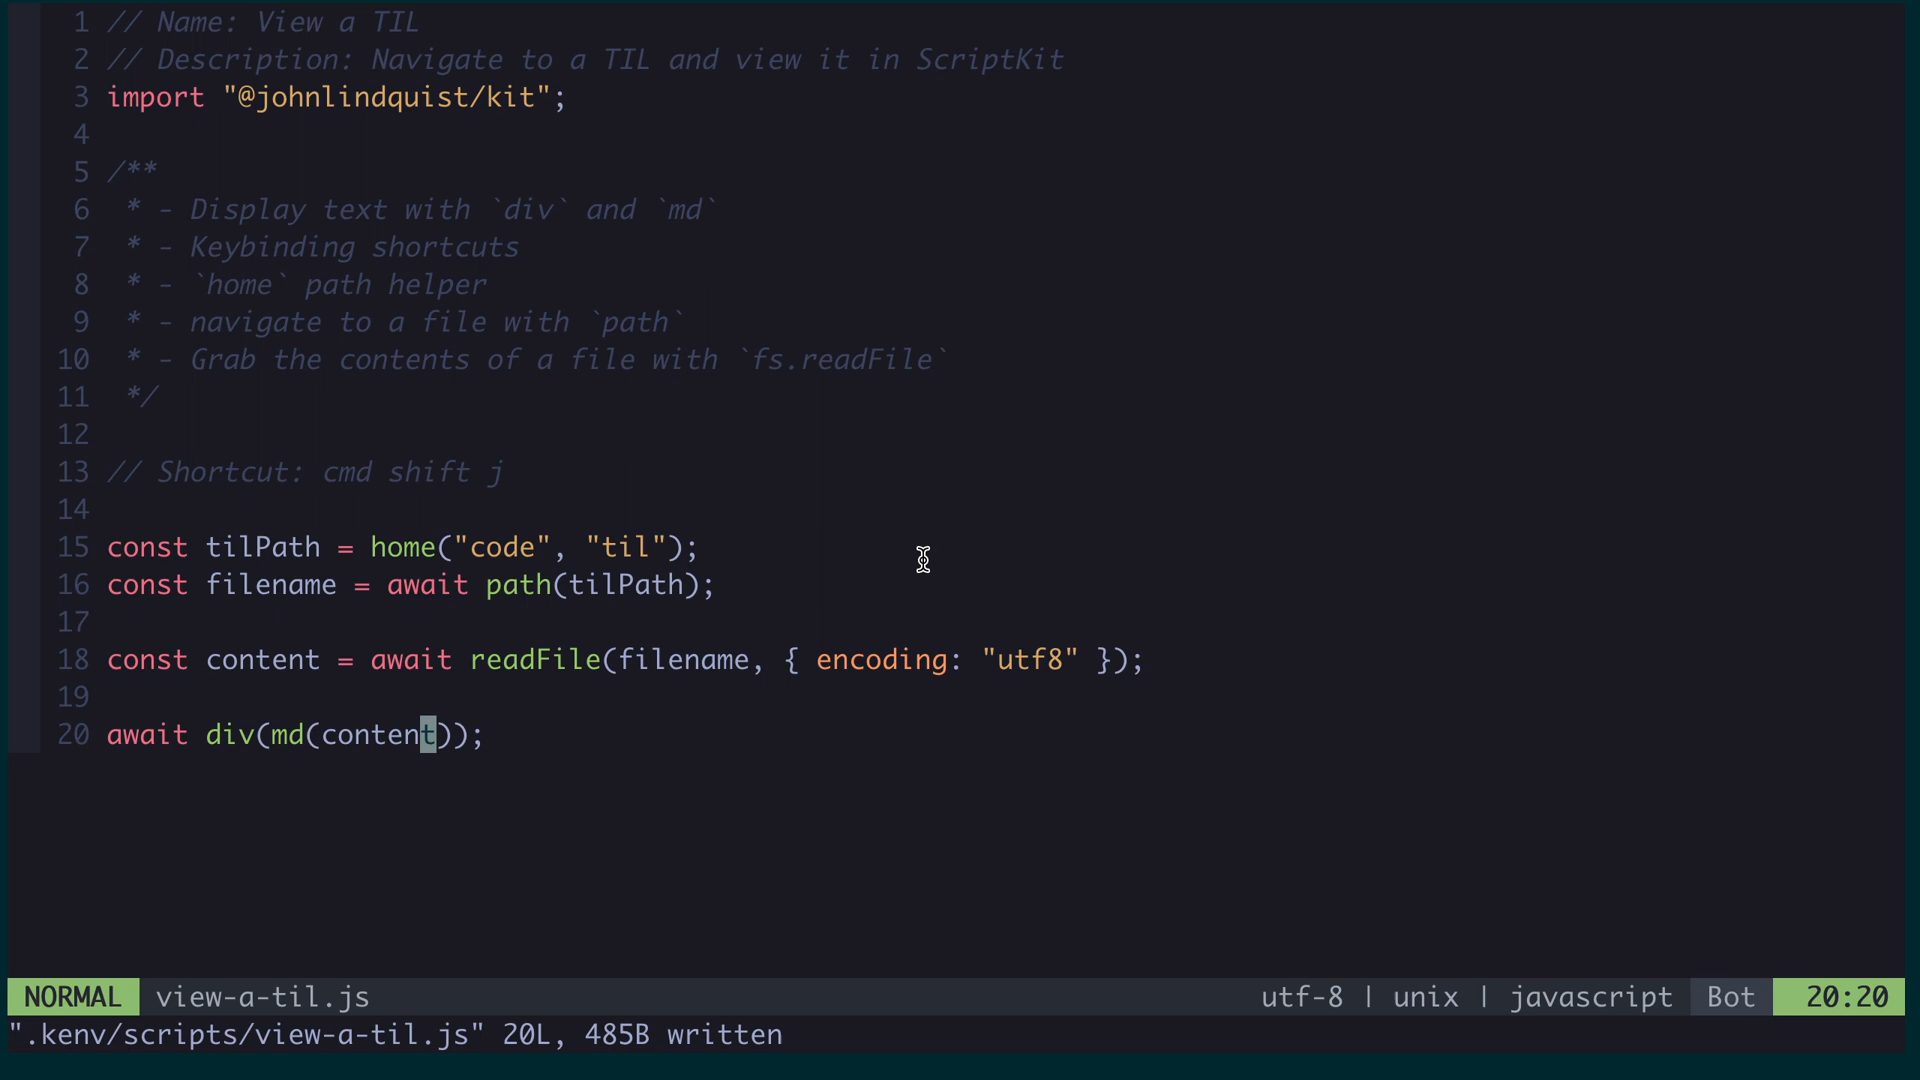 1 // Name: View a TIL
2 // Description: Navigate to a TIL and view it in ScriptKit
3 import "@johnlindquist/kit";
4
5 /**
6  * - Display text with `div` and `md`
7  * - Keybinding shortcuts
8  * - `home` path helper
9  * - navigate to a file with `path`
10  * - Grab the contents of a file with `fs.readFile`
11  */
12
13 // Shortcut: cmd shift j
14
15 const tilPath = home("code", "til");
16 const filename = await path(tilPath);
17
18 const content = await readFile(filename, { encoding: "utf8" });
19
20 await div(md(content));
NORMAL view-a-til.js utf-8 | unix | javascript Bot 20:20
".kenv/scripts/view-a-til.js" 20L, 485B written